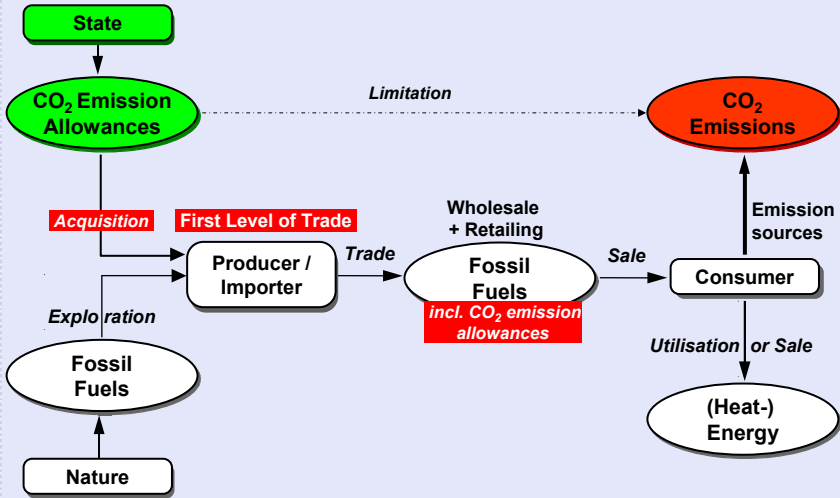 State
CO₂ Emission
Allowances
Limitation
CO₂
Emissions
Acquisition
First Level of Trade
Wholesale
+ Retailing
Emission
sources
Producer /
Importer
Trade
Fossil
Fuels
incl. CO₂ emission
allowances
Sale
Consumer
Exploration
Utilisation or Sale
Fossil
Fuels
(Heat-)
Energy
Nature